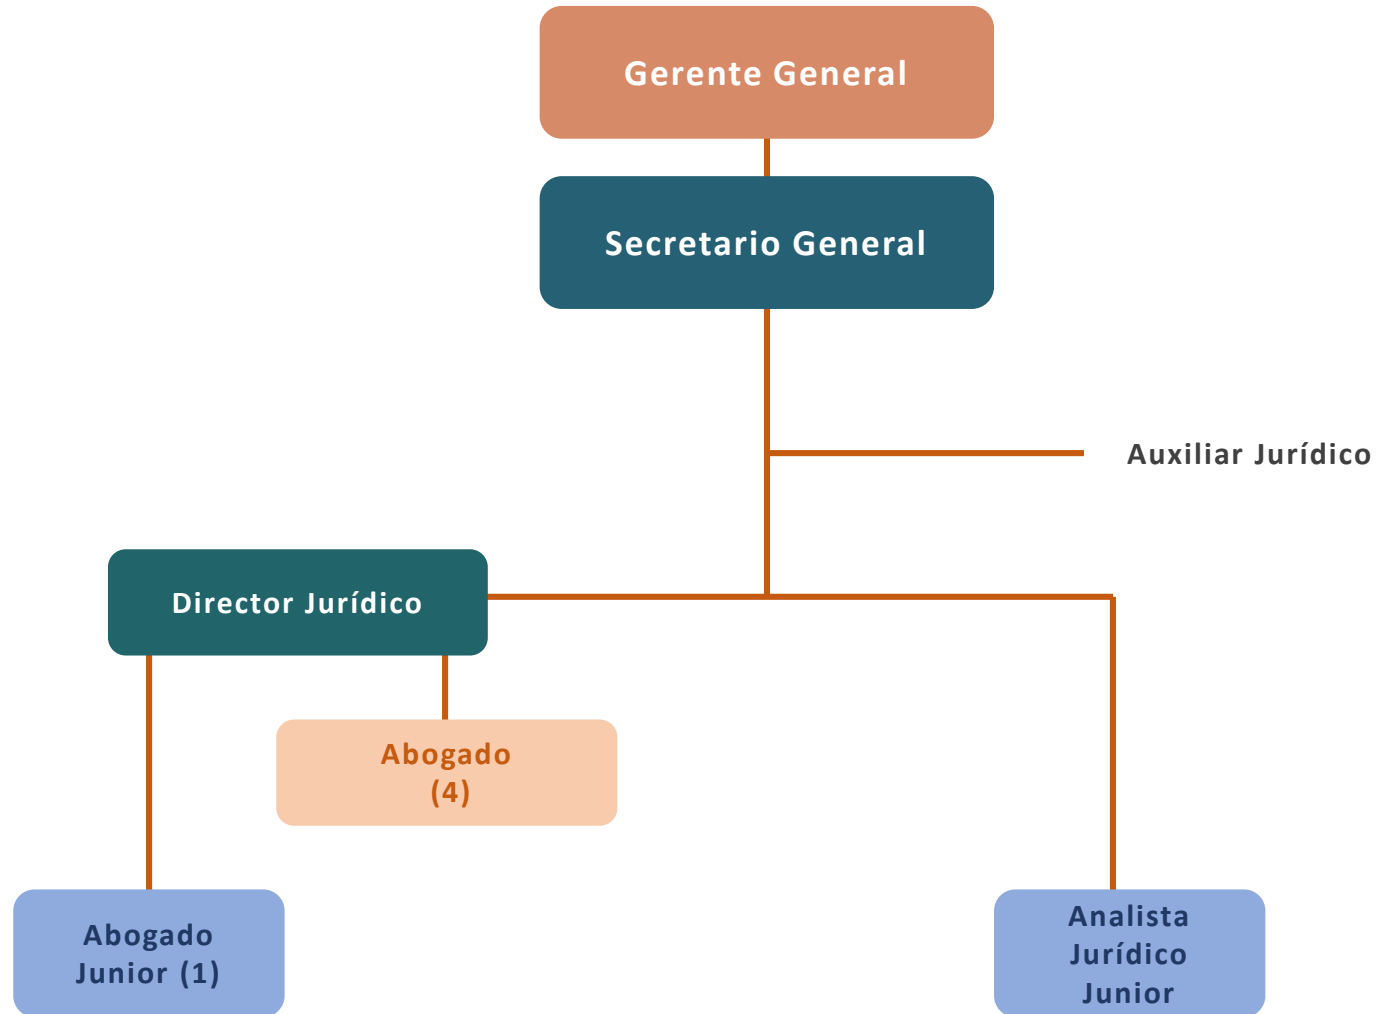 Gerente General
Secretario General
Auxiliar Jurídico
Director Jurídico
Abogado
(4)
Abogado
Junior (1)
Analista
Jurídico
Junior